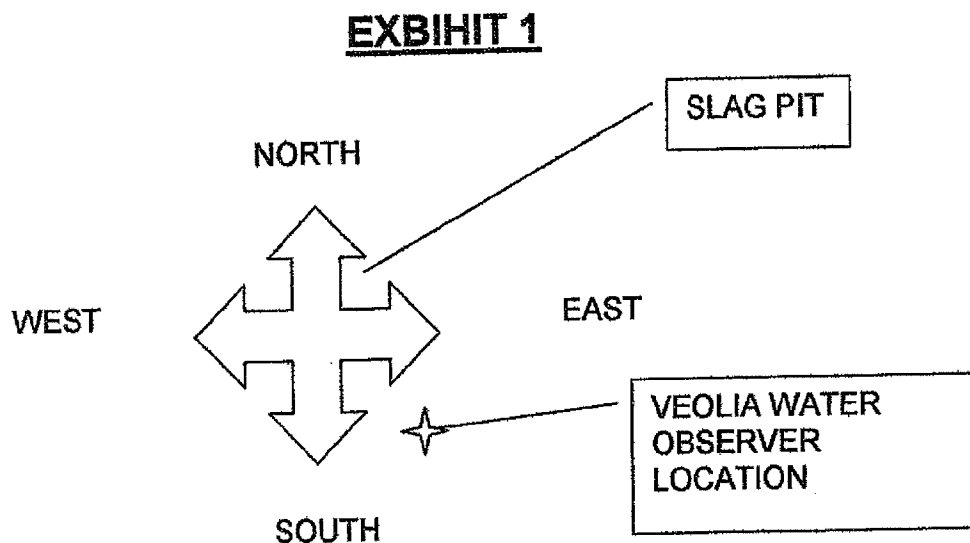 EXBIHIT 1
SLAG PIT
NORTH
WEST
EAST
VEOLIA WATER
OBSERVER
LOCATION
SOUTH